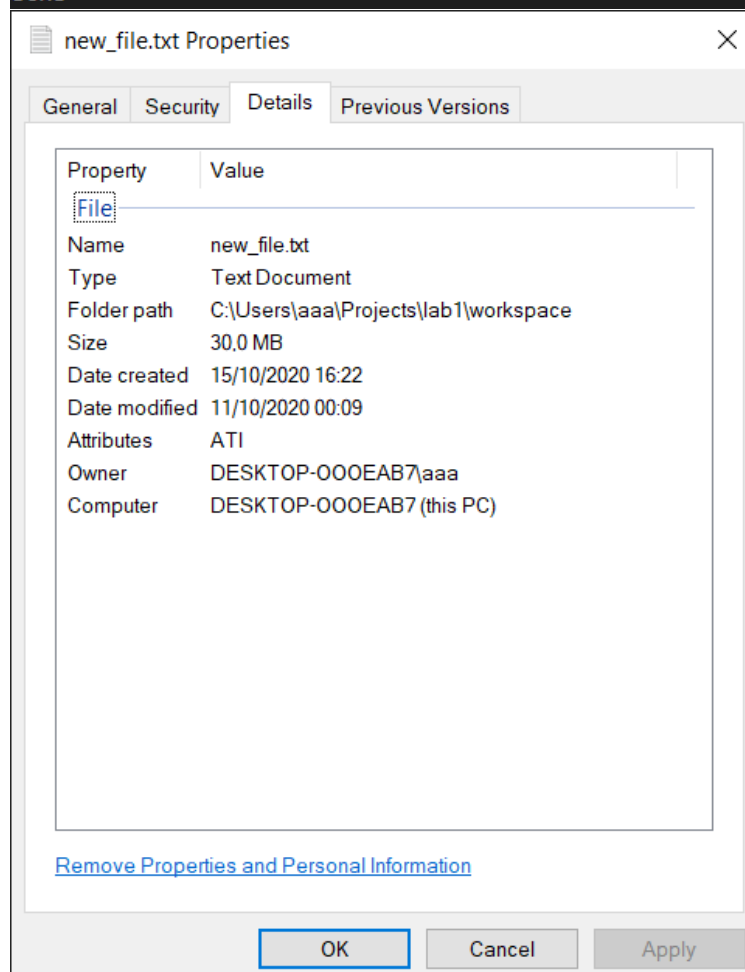 new_file.txt Properties
General Security Details Previous Versions
Property Value
File
Name new_file.txt
Type Text Document
Folder path C:\Users\aaa\Projects\lab1\workspace
Size 30,0 MB
Date created 15/10/2020 16:22
Date modified 11/10/2020 00:09
Attributes ATI
Owner DESKTOP-OOOEAB7\aaa
Computer DESKTOP-OOOEAB7 (this PC)
Remove Properties and Personal Information
OK Cancel Apply